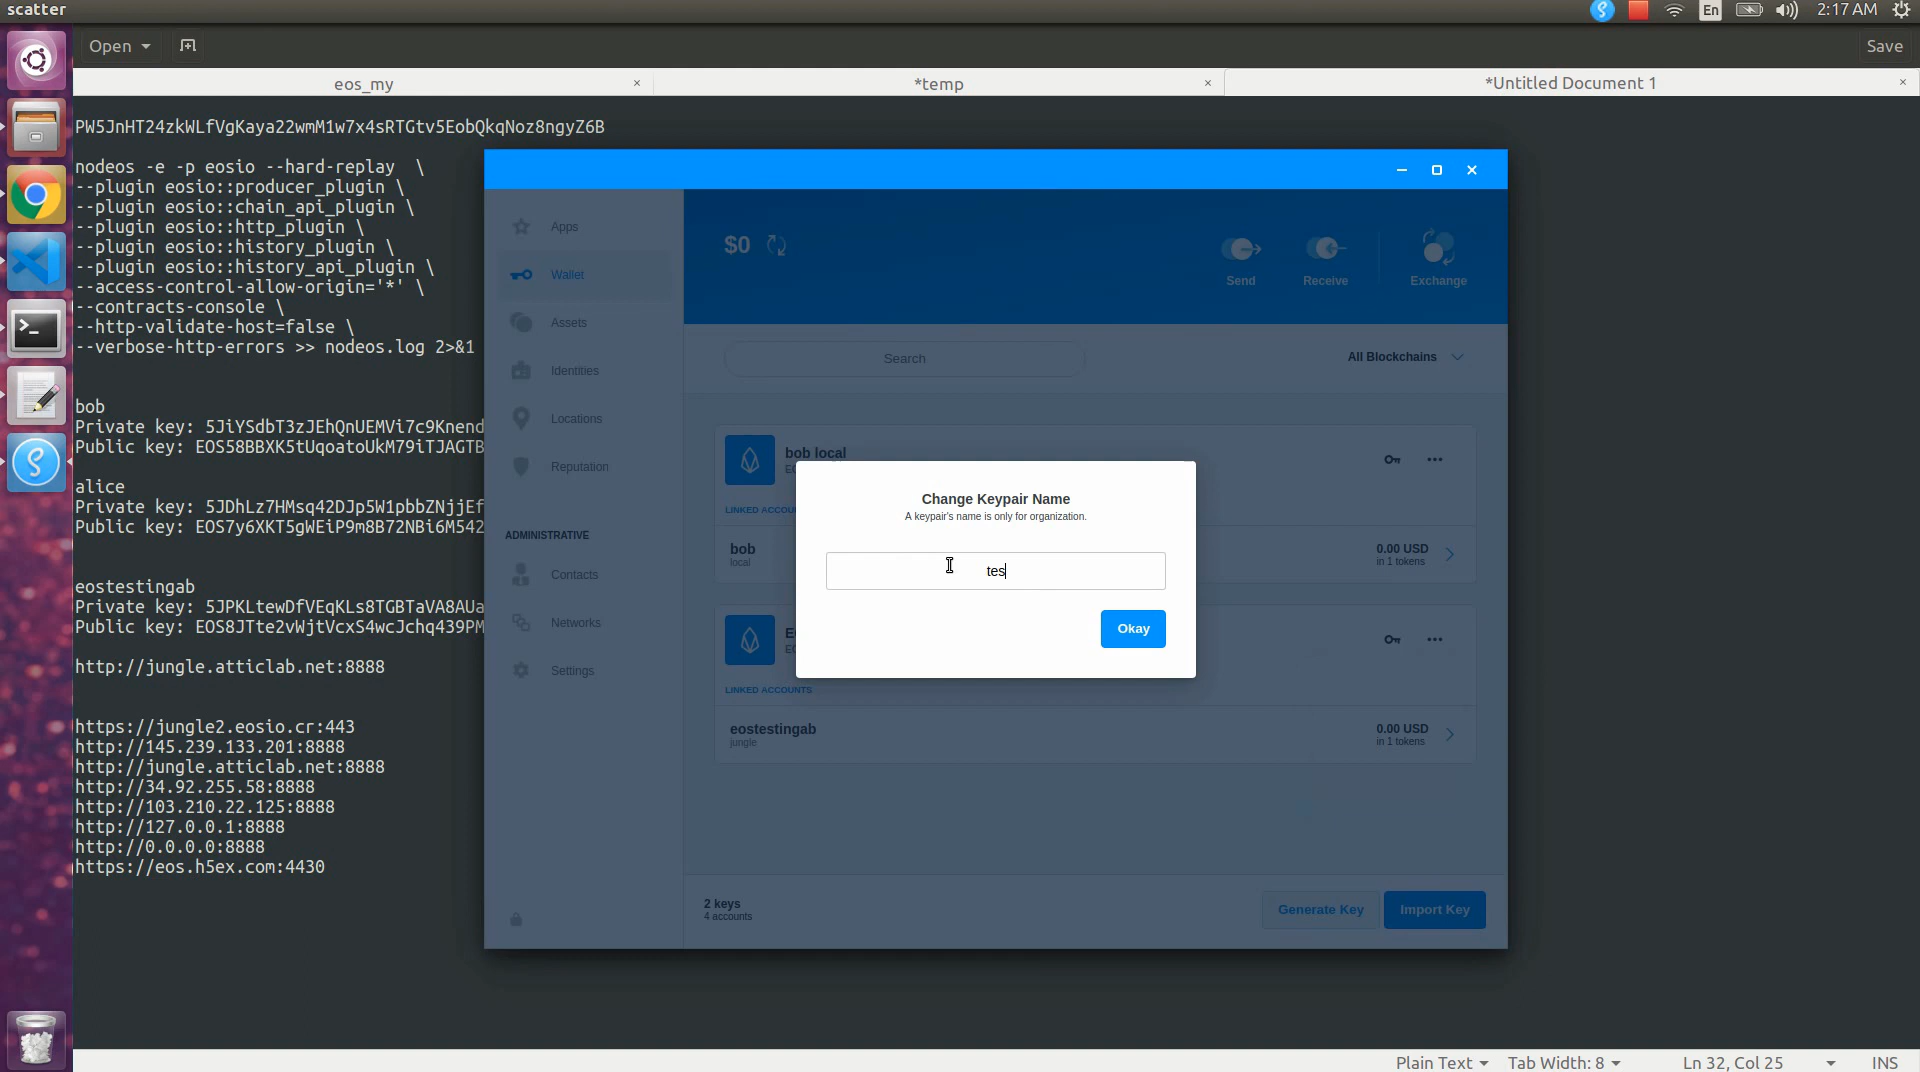 scatter
En
2:17 AM
Open
Save
eos_my
*temp
*Untitled Document 1
PW5JnHT24zkWLfVgKaya22wmM1w7x4sRTGtv5EobQkqNoz8ngyZ6B
nodeos -e -p eosio --hard-replay \
--plugin eosio::producer_plugin \
--plugin eosio::chain_api_plugin \
--plugin eosio::http_plugin \
--plugin eosio::history_plugin \
--plugin eosio::history_api_plugin \
--access-control-allow-origin='*' \
--contracts-console \
--http-validate-host=false \
--verbose-http-errors >> nodeos.log 2>&1
bob
Private key: 5JiYSdbT3zJEhQnUEMVi7c9Knend
Public key: EOS58BBXK5tUqoatoUkM79iTJAGTB
alice
Private key: 5JDhLz7HMsq42DJp5W1pbbZNjjEf
Public key: EOS7y6XKT5gWEiP9m8B72NBi6M542
eostestingab
Private key: 5JPKLtewDfVEqKLs8TGBTaVA8AUa
Public key: EOS8JTte2vWjtVcxS4wcJchq439PM
http://jungle.atticlab.net:8888
https://jungle2.eosio.cr:443
http://145.239.133.201:8888
http://jungle.atticlab.net:8888
http://34.92.255.58:8888
http://103.210.22.125:8888
http://127.0.0.1:8888
http://0.0.0.0:8888
https://eos.h5ex.com:4430
Apps
Wallet
Assets
Identities
Locations
Reputation
ADMINISTRATIVE
Contacts
Networks
Settings
$0
Send
Receive
Exchange
Search
All Blockchains
bob local
LINKED ACCOU
bob
local
0.00 USD
in 1 tokens
Change Keypair Name
A keypair's name is only for organization.
tes
Okay
LINKED ACCOUNTS
eostestingab
jungle
0.00 USD
in 1 tokens
2 keys
4 accounts
Generate Key
Import Key
Plain Text
Tab Width: 8
Ln 32, Col 25
INS